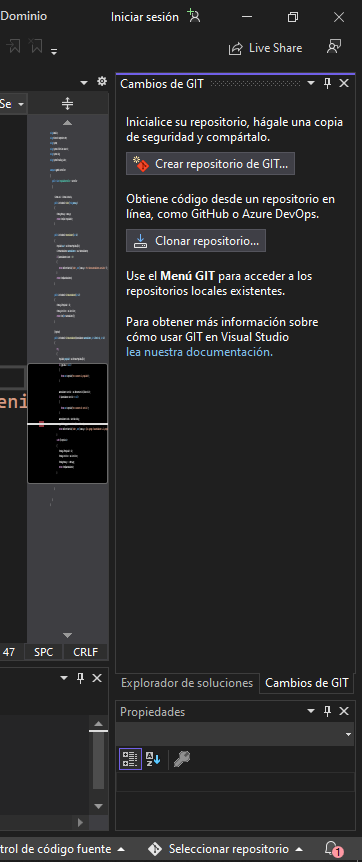 Dominio
Iniciar sesión
Live Share
Se
Cambios de GIT
Inicialice su repositorio, hágale una copia
de seguridad y compártalo.
Crear repositorio de GIT...
Obtiene código desde un repositorio en
línea, como GitHub o Azure DevOps.
Clonar repositorio...
Use el Menú GIT para acceder a los
repositorios locales existentes.
Para obtener más información sobre
cómo usar GIT en Visual Studio
lea nuestra documentación.
eni
47 SPC CRLF
Explorador de soluciones Cambios de GIT
Propiedades
trol de código fuente
Seleccionar repositorio
1